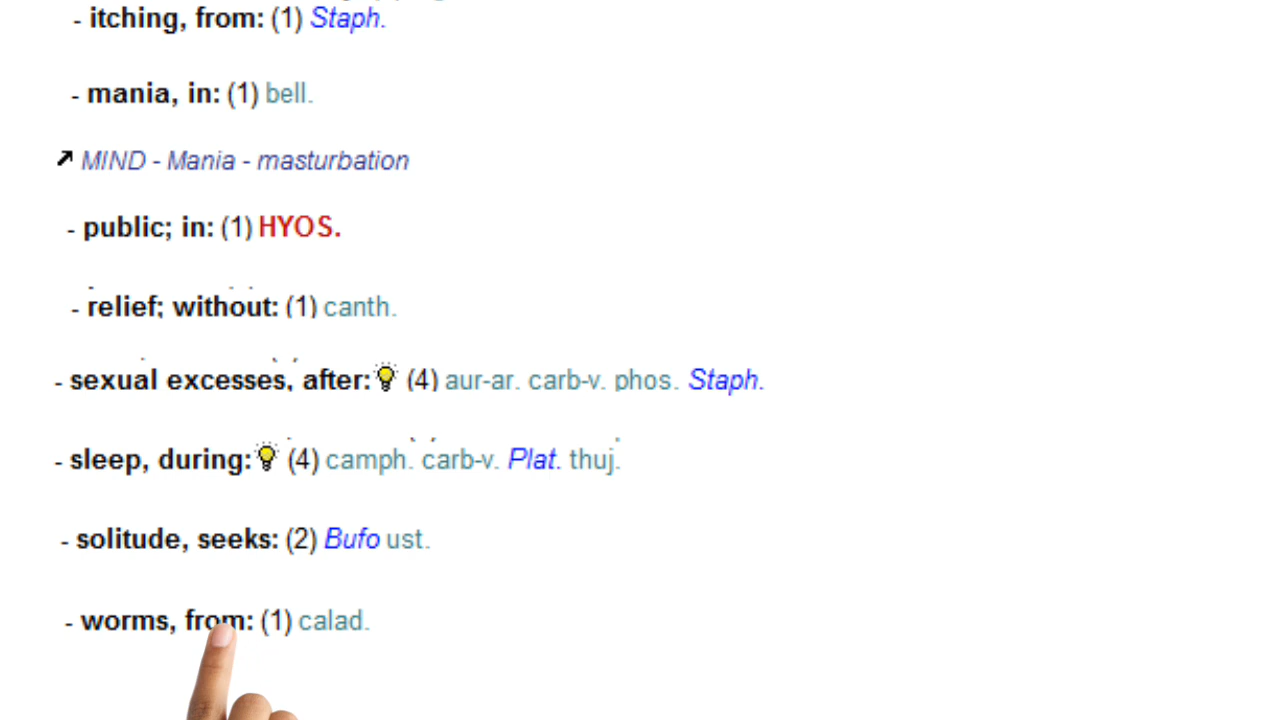 - itching, from: (1) Staph.
- mania, in: (1) bell.
MIND - Mania - masturbation
- public; in: (1) HYOS.
- relief; without: (1) canth.
- sexual excesses, after: (4) aur-ar. carb-v. phos. Staph.
- sleep, during: (4) camph. carb-v. Plat. thuj.
- solitude, seeks: (2) Bufo ust.
- worms, from: (1) calad.